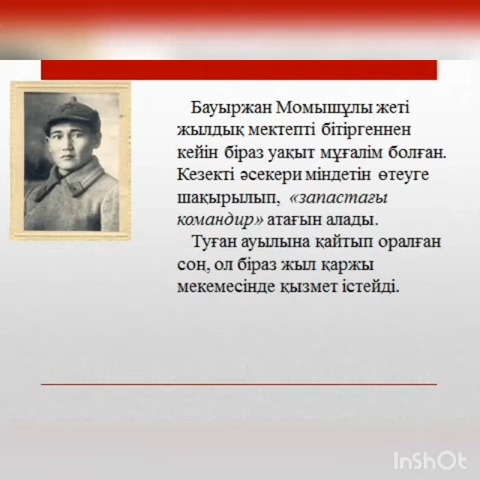 Бауыржан Момышұлы жеті
жылдық мектепті бітіргеннен
кейін біраз уақыт мұғалім болған.
Кезекті әсекери міндетін өтеуге
шақырылып, «запастағы
командир» атағын алады.
Туған ауылына қайтып оралған
сон, ол біраз жыл қаржы
мекемесінде қызмет істейді.
InShOt